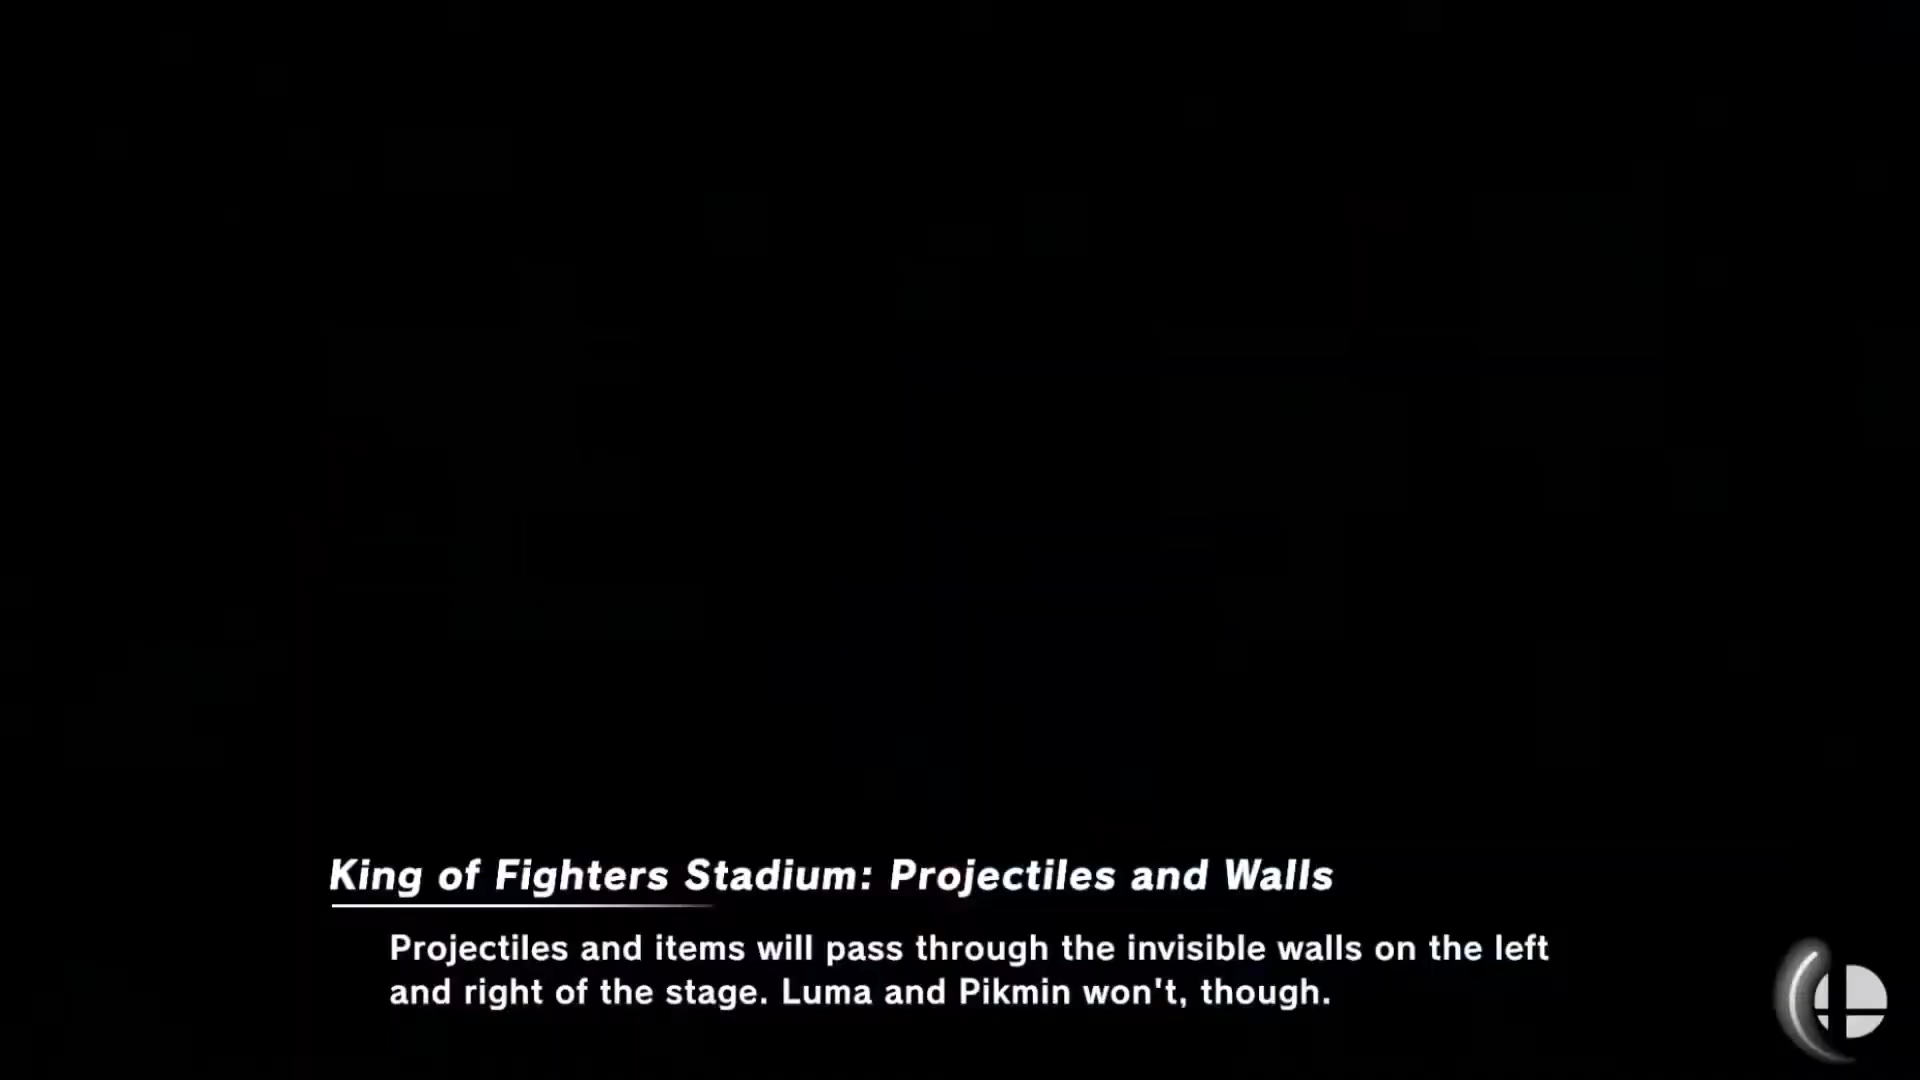 King of Fighters Stadium: Projectiles and Walls
Projectiles and items will pass through the invisible walls on the left
and right of the stage. Luma and Pikmin won't, though.